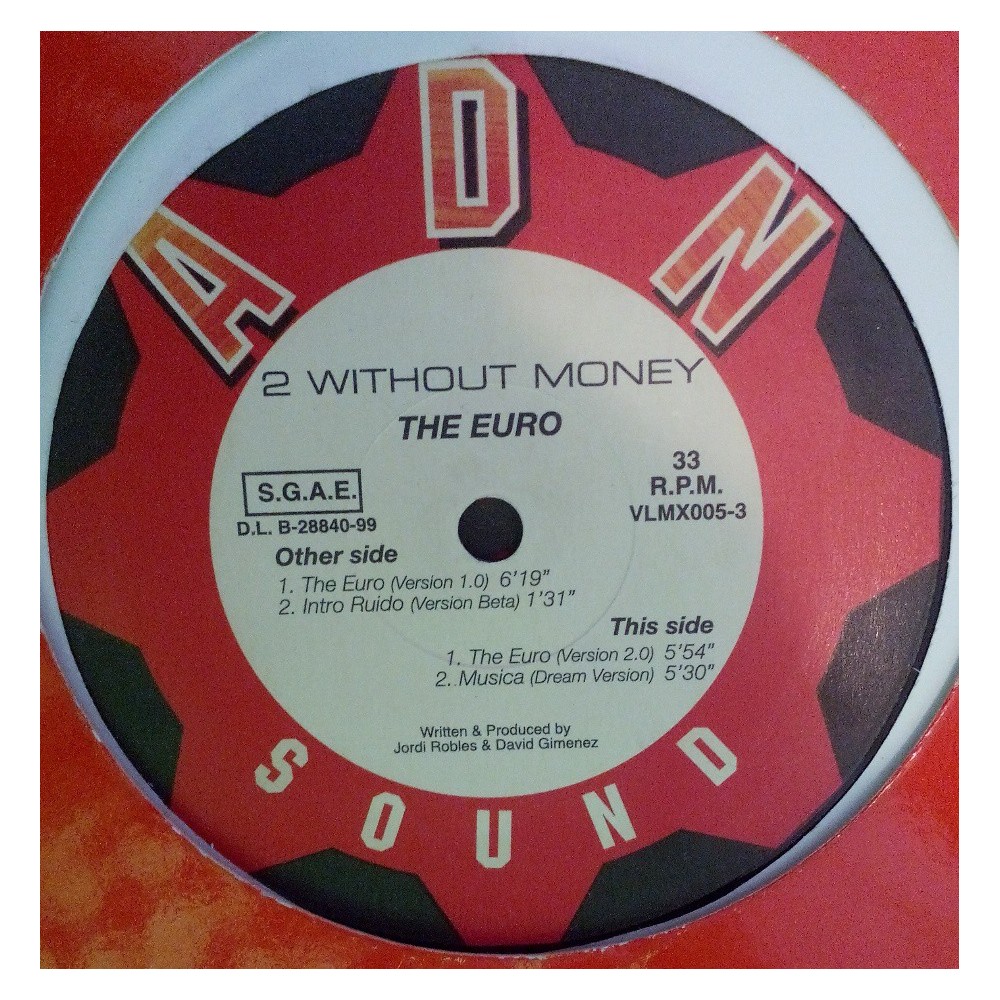 ADN
2 WITHOUT MONEY
THE EURO
S.G.A.E.
D.L. B-28840-99
33
R.P.M.
VLMX005-3
Other side
1. The Euro (Version 1.0) 6'19"
2. Intro Ruido (Version Beta) 1'31"
This side
1. The Euro (Version 2.0) 5'54"
2. Musica (Dream Version) 5'30"
Written & Produced by
Jordi Robles & David Gimenez
SOUND